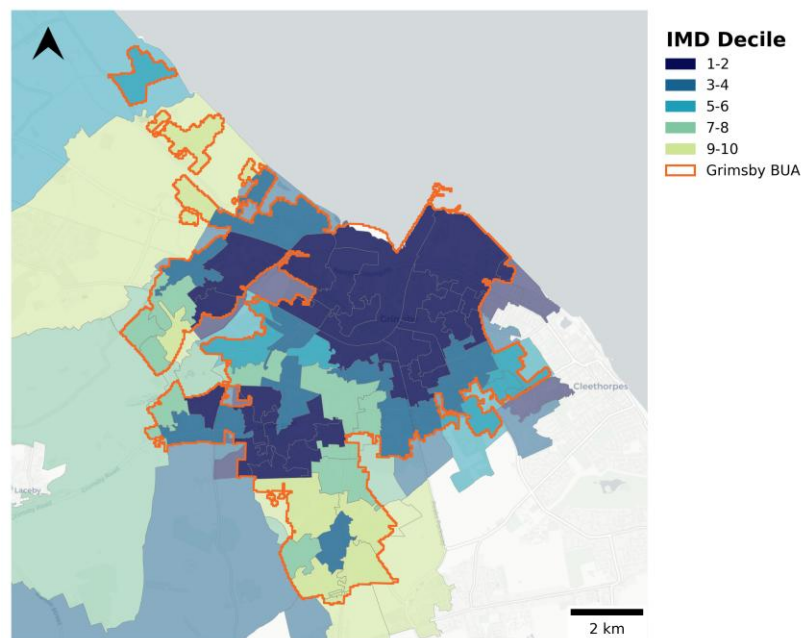 IMD Decile
1-2
3-4
5-6
7-8
9-10
Grimsby BUA
Cleethorpes
Laceby
2 km